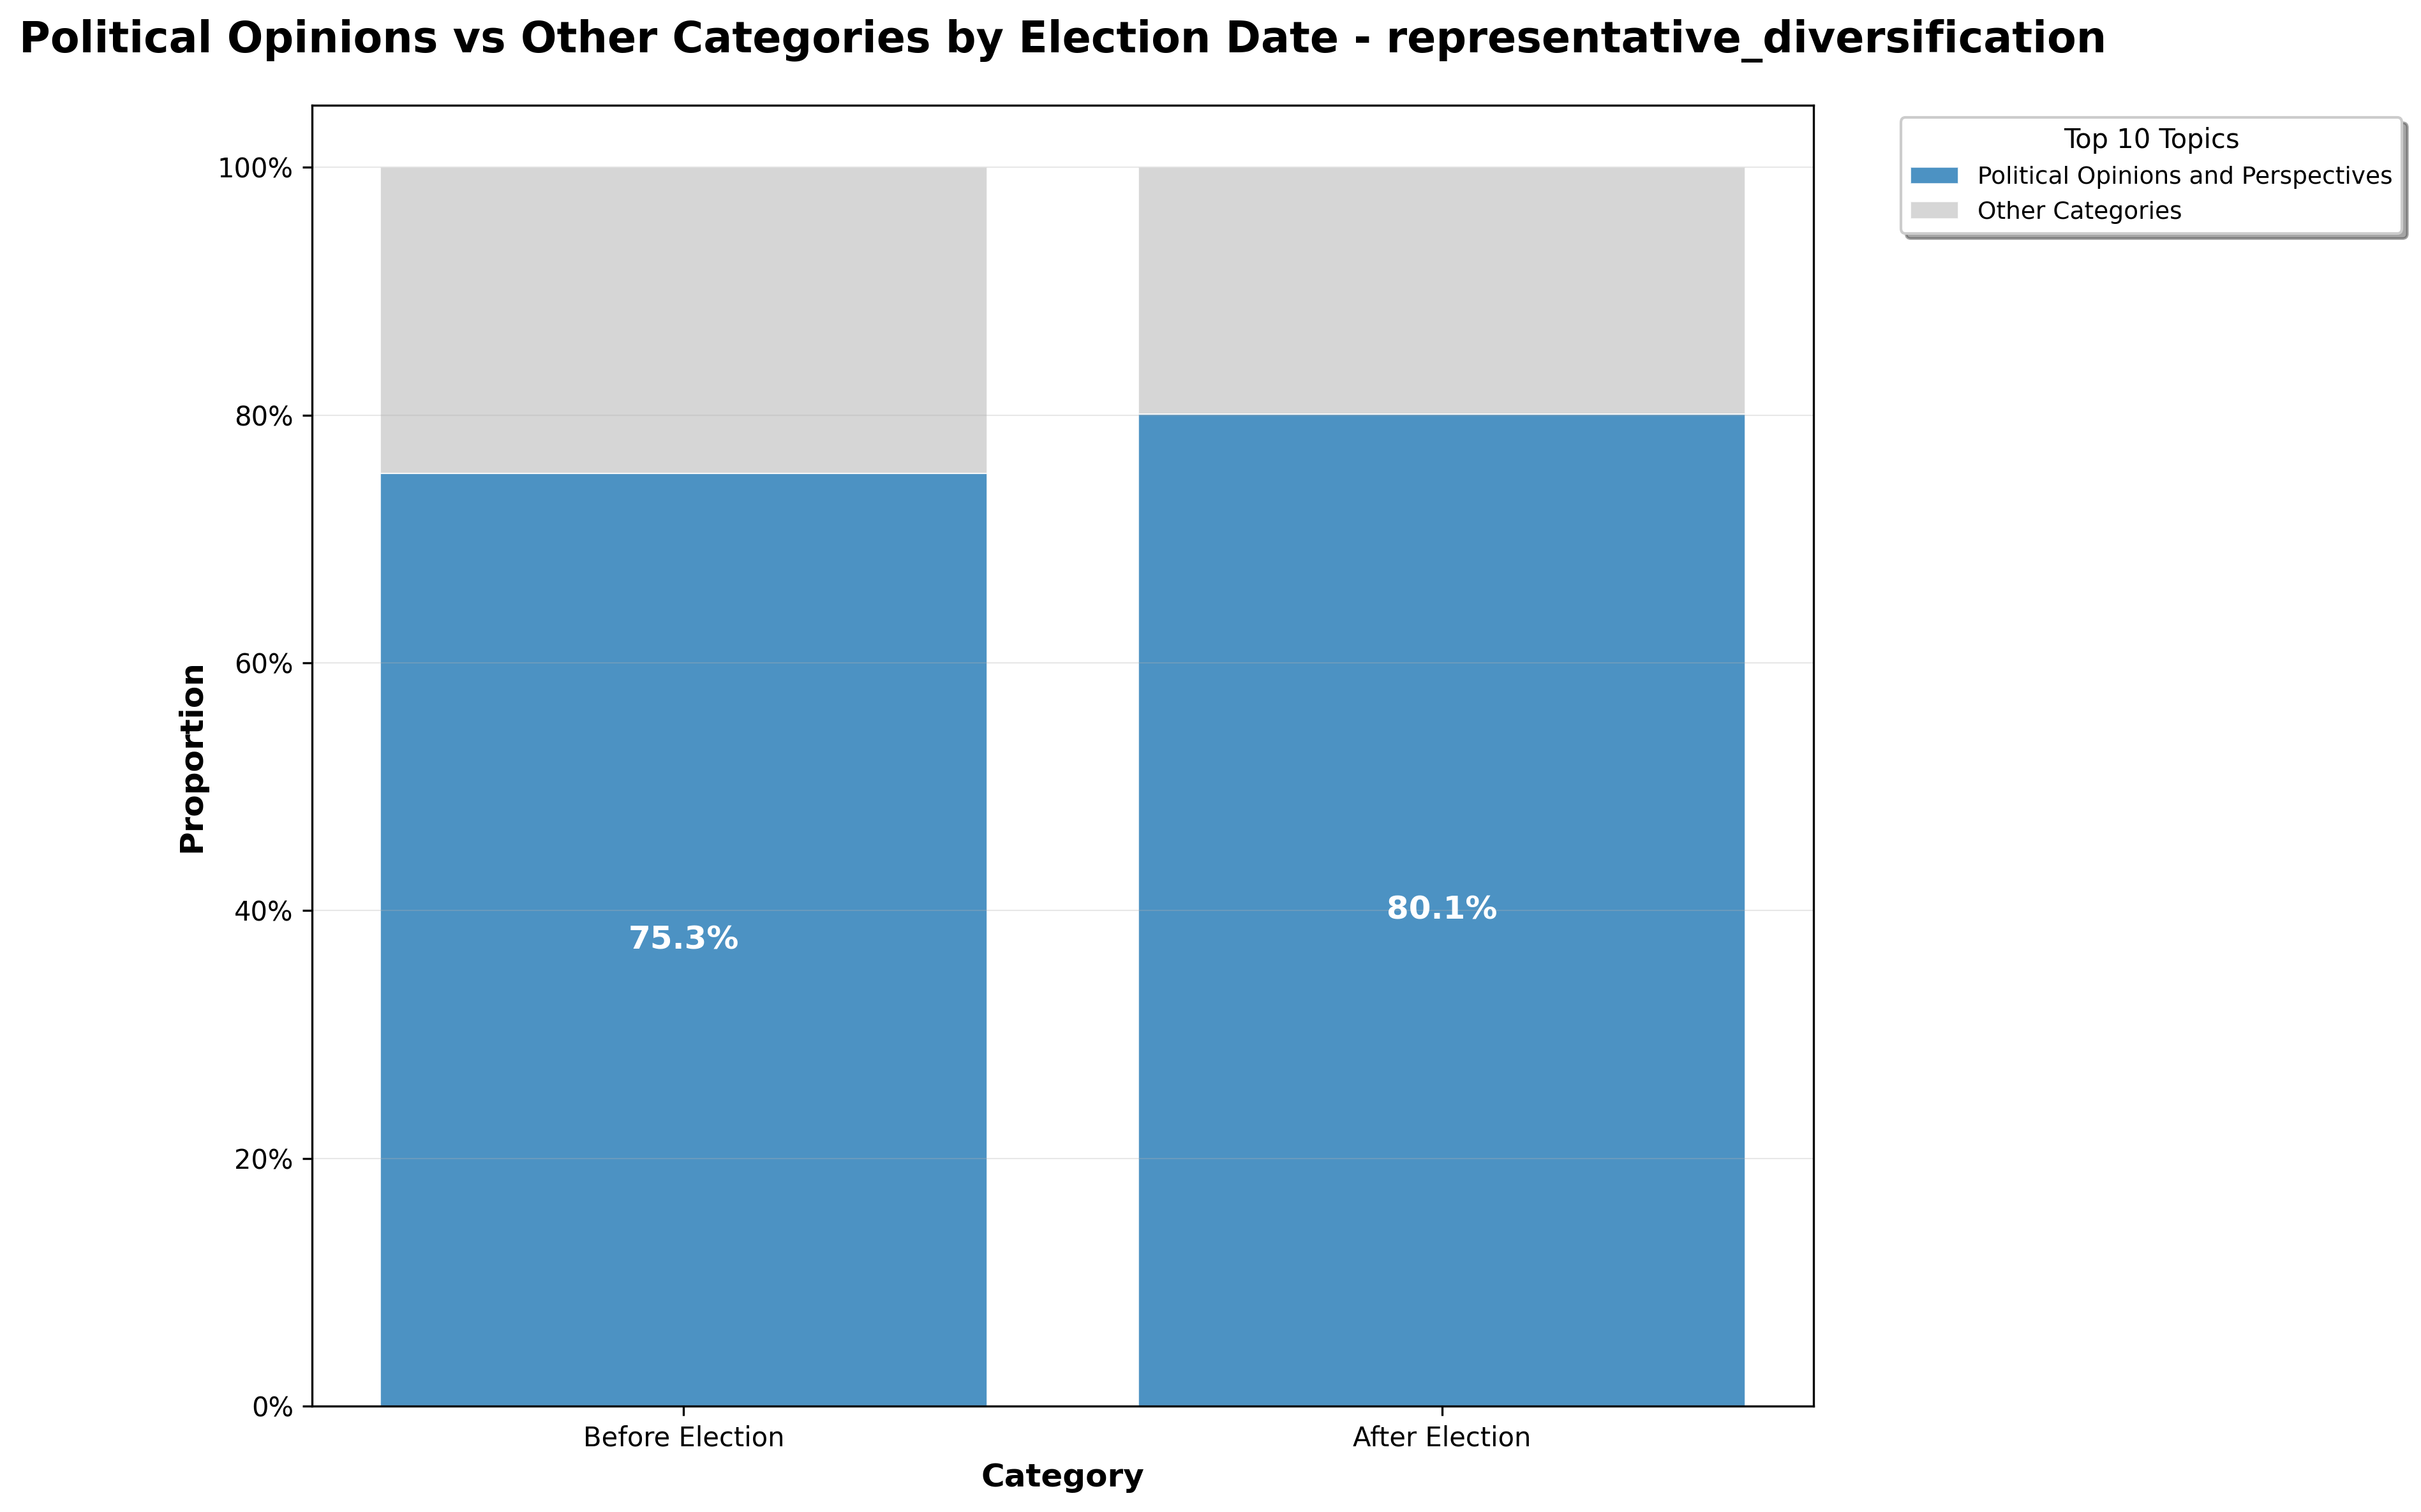 Political Opinions vs Other Categories by Election Date - representative_diversification
Top 10 Topics
Political Opinions and Perspectives
Other Categories
Proportion
100%
80%
60%
40%
20%
0%
75.3%
80.1%
Before Election
After Election
Category